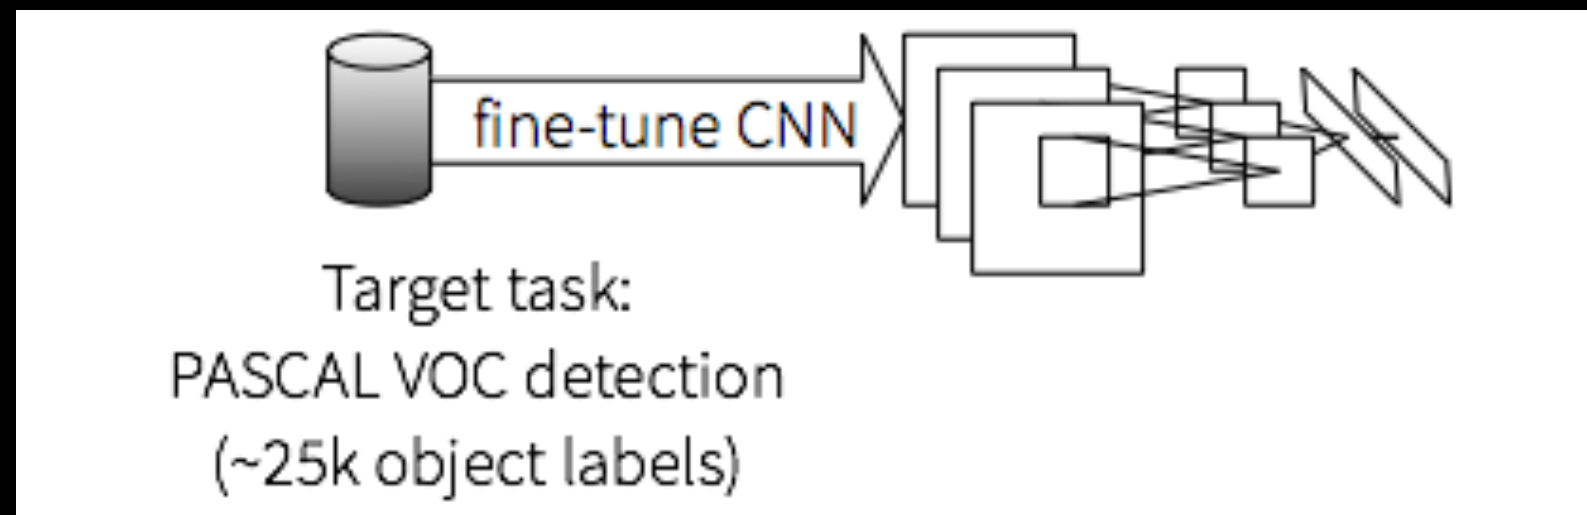 fine-tune CNN
Target task:
PASCAL VOC detection
(~25k object labels)